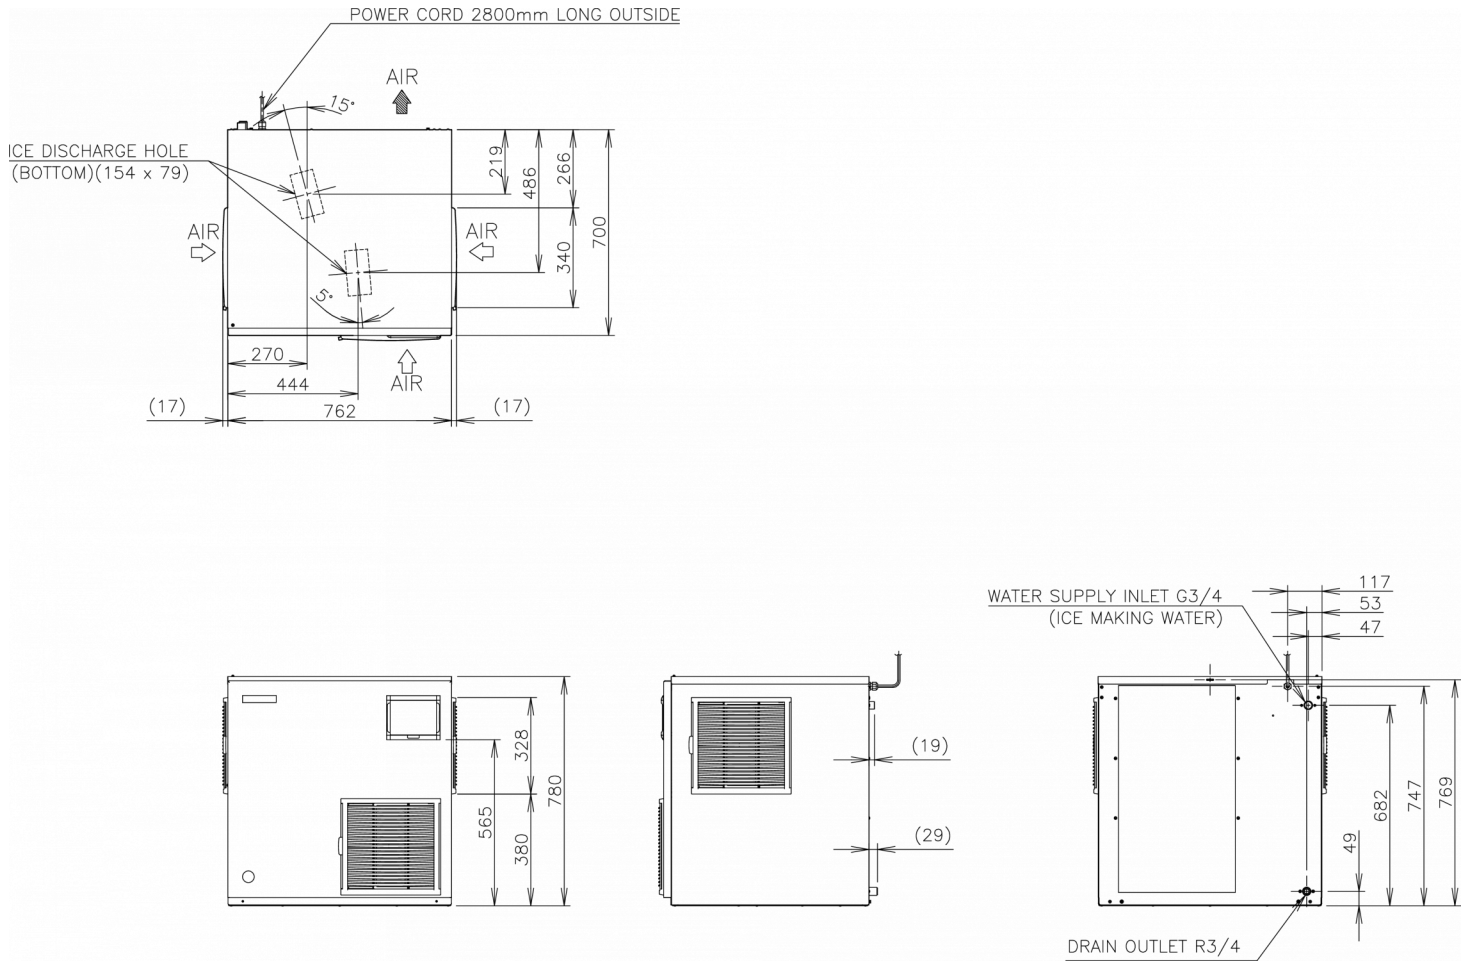 POWER CORD 2800mm LONG OUTSIDE
AIR
15°
ICE DISCHARGE HOLE
(BOTTOM)(154 x 79)
219
486
266
700
AIR
AIR
340
5°
270
AIR
444
(17)
762
(17)
117
WATER SUPPLY INLET G3/4
53
(ICE MAKING WATER)
47
328
780
565
380
(19)
(29)
682
747
769
49
DRAIN OUTLET R3/4